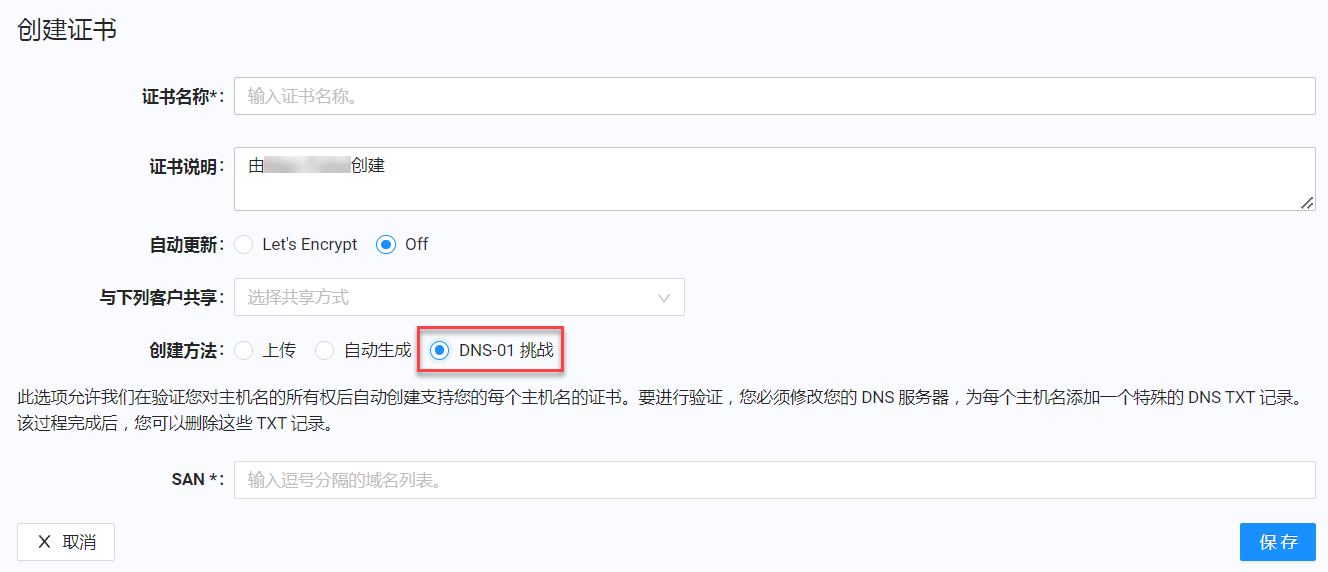 创建证书
证书名称*： 输入证书名称。
证书说明： 由 创建
自动更新： Let's Encrypt Off
与下列客户共享： 选择共享方式
创建方法： 上传 自动生成 DNS-01 挑战
此选项允许我们在验证您对主机名的所有权后自动创建支持您的每个主机名的证书。要进行验证，您必须修改您的 DNS 服务器，为每个主机名添加一个特殊的 DNS TXT 记录。
该过程完成后，您可以删除这些 TXT 记录。
SAN *： 输入逗号分隔的域名列表。
取消 保存